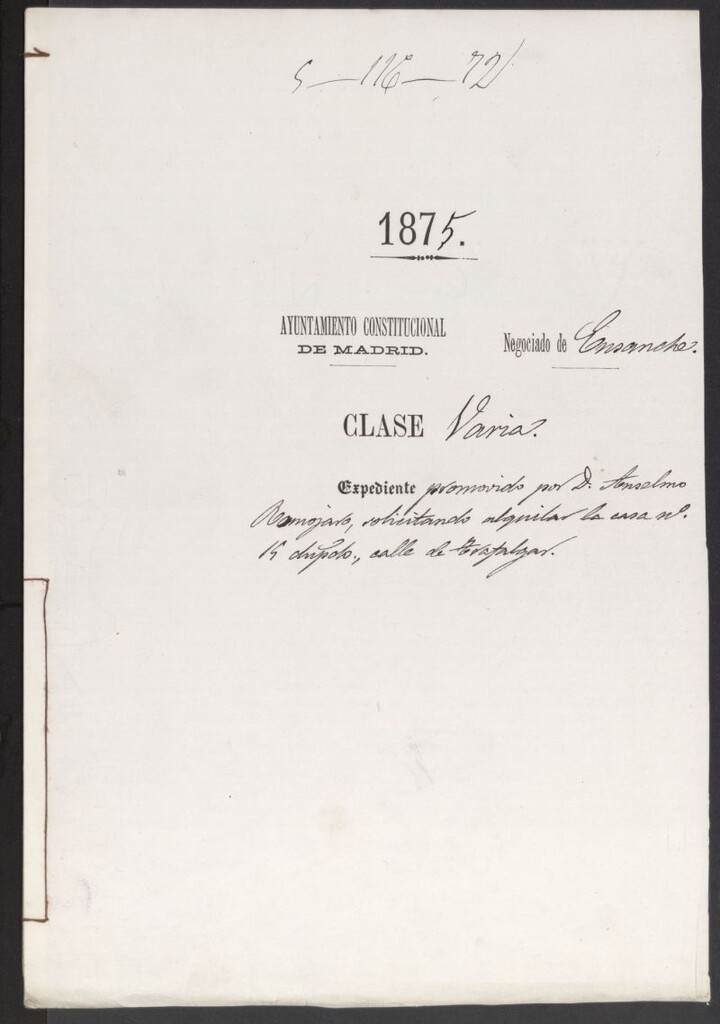 5 — 116 — 72
1875.
AYUNTAMIENTO CONSTITUCIONAL
DE MADRID.
Negociado de Ensanche.
CLASE Varia.
Expediente promovido por D. Anselmo
Remojaro, solicitando alquilar la casa nº.
15 dupdo., calle de Trafalgar.